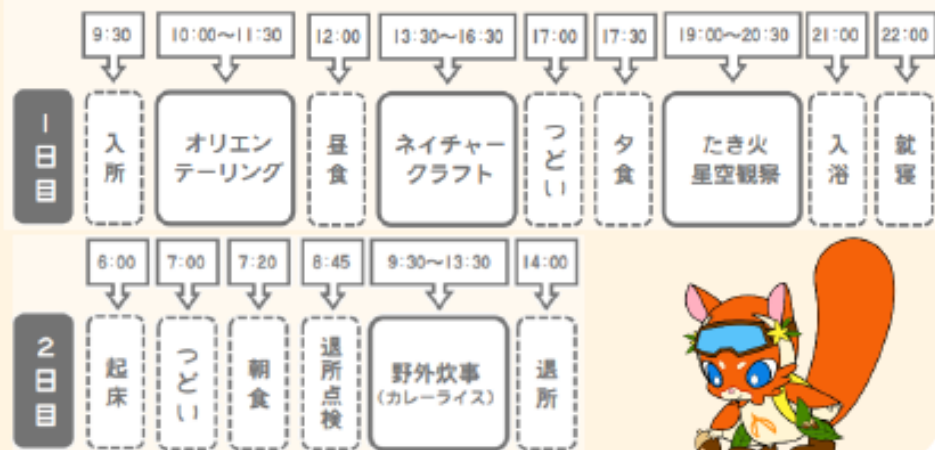 9:30
10:00～11:30
12:00
13:30～16:30
17:00
17:30
19:00～20:30
21:00
22:00
1日目
入所
オリエン
テーリング
昼食
ネイチャー
クラフト
つどい
夕食
たき火
星空観察
入浴
就寝
6:00
7:00
7:20
8:45
9:30～13:30
14:00
2日目
起床
つどい
朝食
退所点検
野外炊事
(カレーライス)
退所